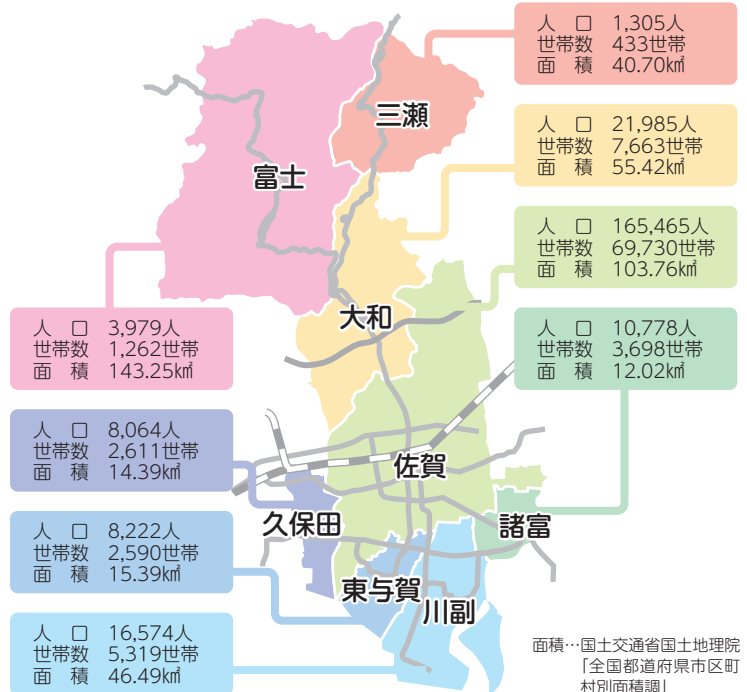 人 口 1,305人
世帯数 433世帯
面 積 40.70㎢
人 口 21,985人
世帯数 7,663世帯
面 積 55.42㎢
人 口 165,465人
世帯数 69,730世帯
面 積 103.76㎢
人 口 10,778人
世帯数 3,698世帯
面 積 12.02㎢
人 口 3,979人
世帯数 1,262世帯
面 積 143.25㎢
人 口 8,064人
世帯数 2,611世帯
面 積 14.39㎢
人 口 8,222人
世帯数 2,590世帯
面 積 15.39㎢
人 口 16,574人
世帯数 5,319世帯
面 積 46.49㎢
三瀬
富士
大和
佐賀
久保田
諸富
東与賀
川副
面積…国土交通省国土地理院
「全国都道府県市区町
村別面積調」